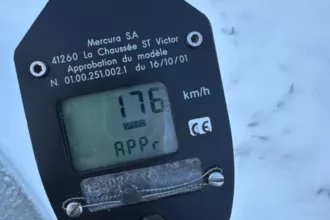 Mercura S.A
41260 La Chaussée ST Victor
Approbation du modèle
N. 01.00.251.002.1 du 16/10/01
176 km/h
APPr
CE